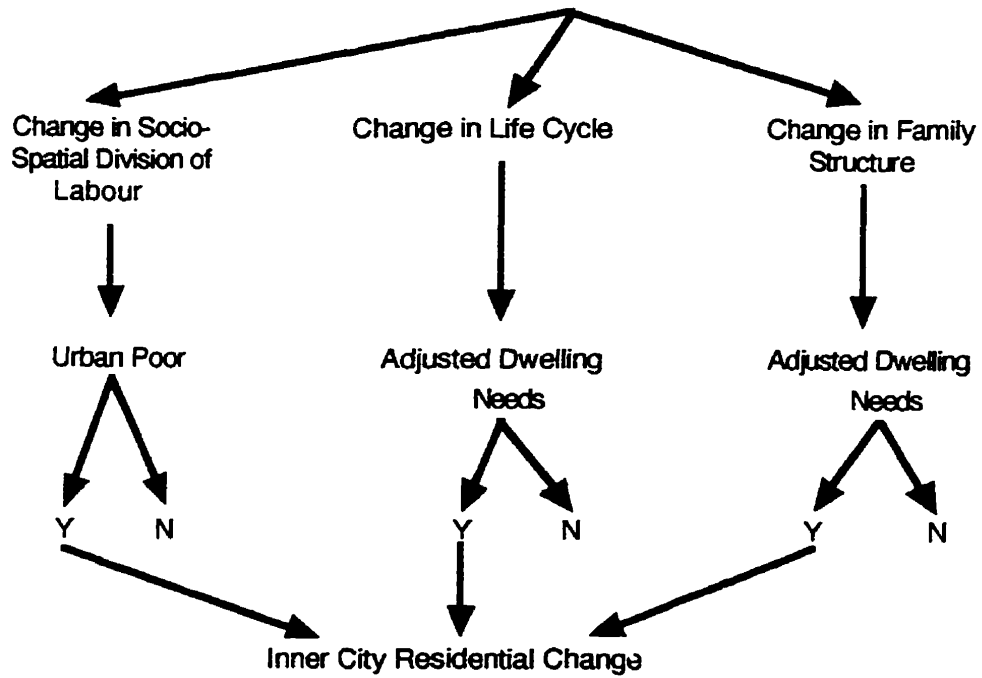 Change in Socio-
Spatial Division of
Labour
Change in Life Cycle
Change in Family
Structure
Urban Poor
Adjusted Dwelling
Needs
Adjusted Dwelling
Needs
Y
N
Y
N
Y
N
Inner City Residential Change